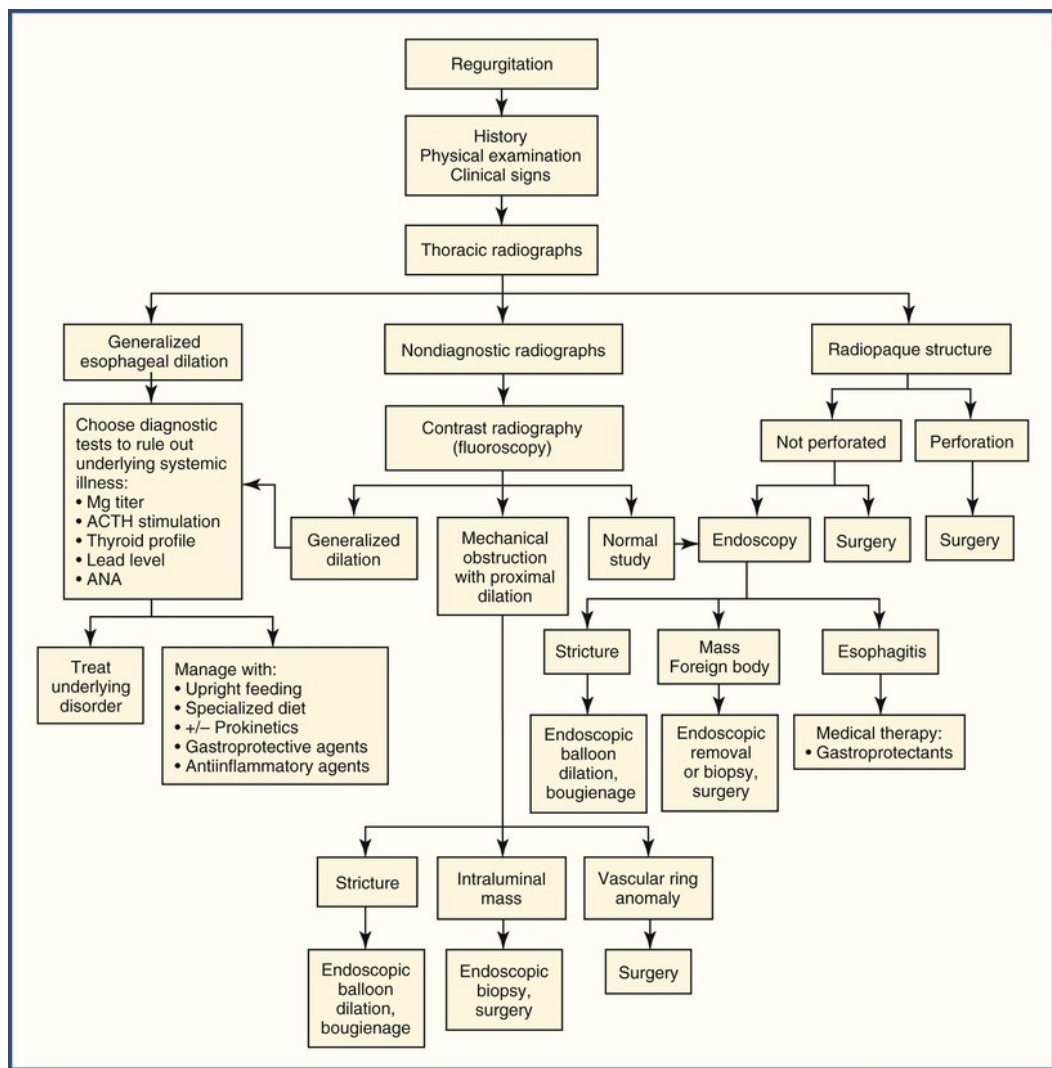 Regurgitation
History
Physical examination
Clinical signs
Thoracic radiographs
Generalized
esophageal dilation
Nondiagnostic radiographs
Radiopaque structure
Choose diagnostic
tests to rule out
underlying systemic
illness:
• Mg titer
• ACTH stimulation
• Thyroid profile
• Lead level
• ANA
Contrast radiography
(fluoroscopy)
Not perforated
Perforation
Generalized
dilation
Mechanical
obstruction
with proximal
dilation
Normal
study
Endoscopy
Surgery
Surgery
Treat
underlying
disorder
Manage with:
• Upright feeding
• Specialized diet
• +/– Prokinetics
• Gastroprotective agents
• Antiinflammatory agents
Stricture
Mass
Foreign body
Esophagitis
Endoscopic
balloon
dilation,
bougienage
Endoscopic
removal
or biopsy,
surgery
Medical therapy:
• Gastroprotectants
Stricture
Intraluminal
mass
Vascular ring
anomaly
Endoscopic
balloon
dilation,
bougienage
Endoscopic
biopsy,
surgery
Surgery